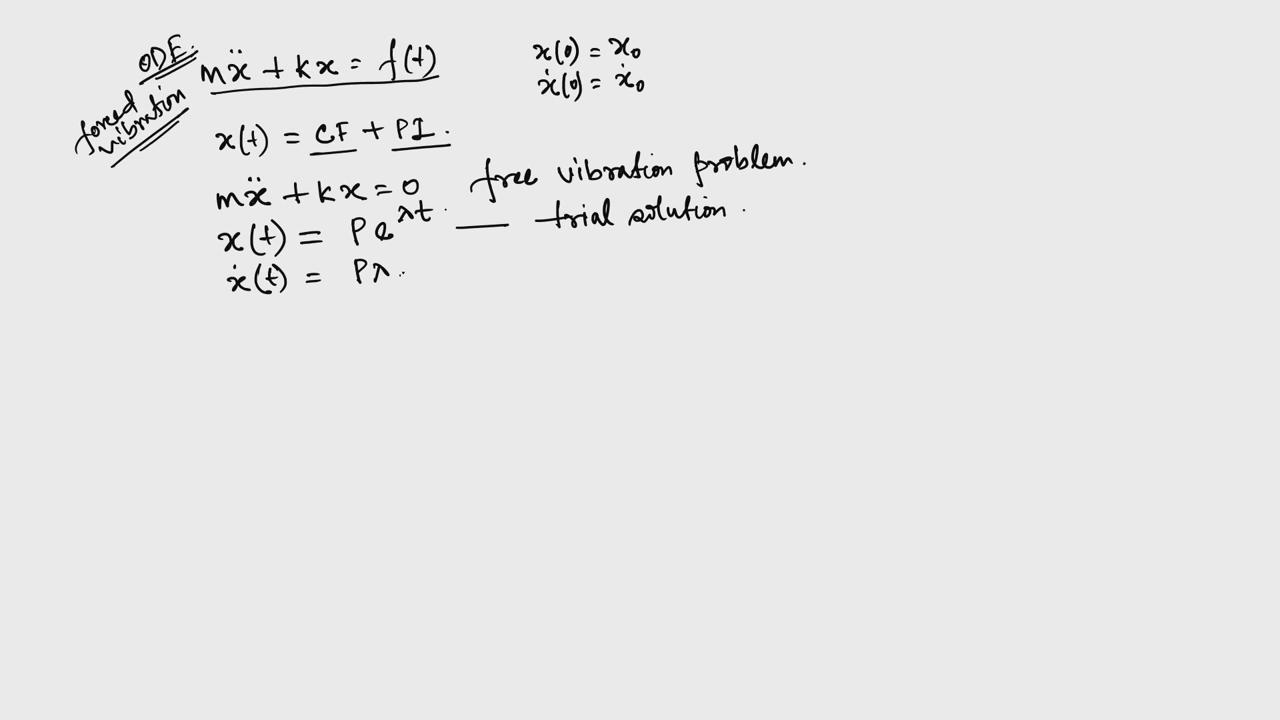 ODE.
forced vibration
mẍ + kx = f(t)
x(0) = x₀
ẋ(0) = ẋ₀
x(t) = CF + PI.
mẍ + kx = 0 free vibration problem.
x(t) = Pe^λt — trial solution.
ẋ(t) = Pλ